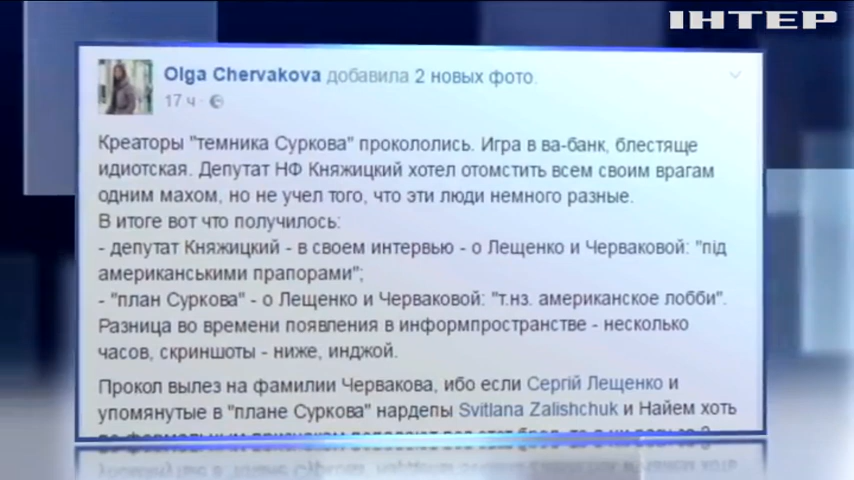 ІНТЕР
Olga Chervakova добавила 2 новых фото.
17 ч ·
Креаторы "темника Суркова" прокололись. Игра в ва-банк, блестяще
идиотская. Депутат НФ Княжицкий хотел отомстить всем своим врагам
одним махом, но не учел того, что эти люди немного разные.
В итоге вот что получилось:
- депутат Княжицкий - в своем интервью - о Лещенко и Черваковой: "під
американськими прапорами";
- "план Суркова" - о Лещенко и Черваковой: "т.нз. американское лобби".
Разница во времени появления в информпространстве - несколько
часов, скриншоты - ниже, инджой.
Прокол вылез на фамилии Червакова, ибо если Сергій Лещенко и
упомянутые в "плане Суркова" нардепы Svitlana Zalishchuk и Найем хоть